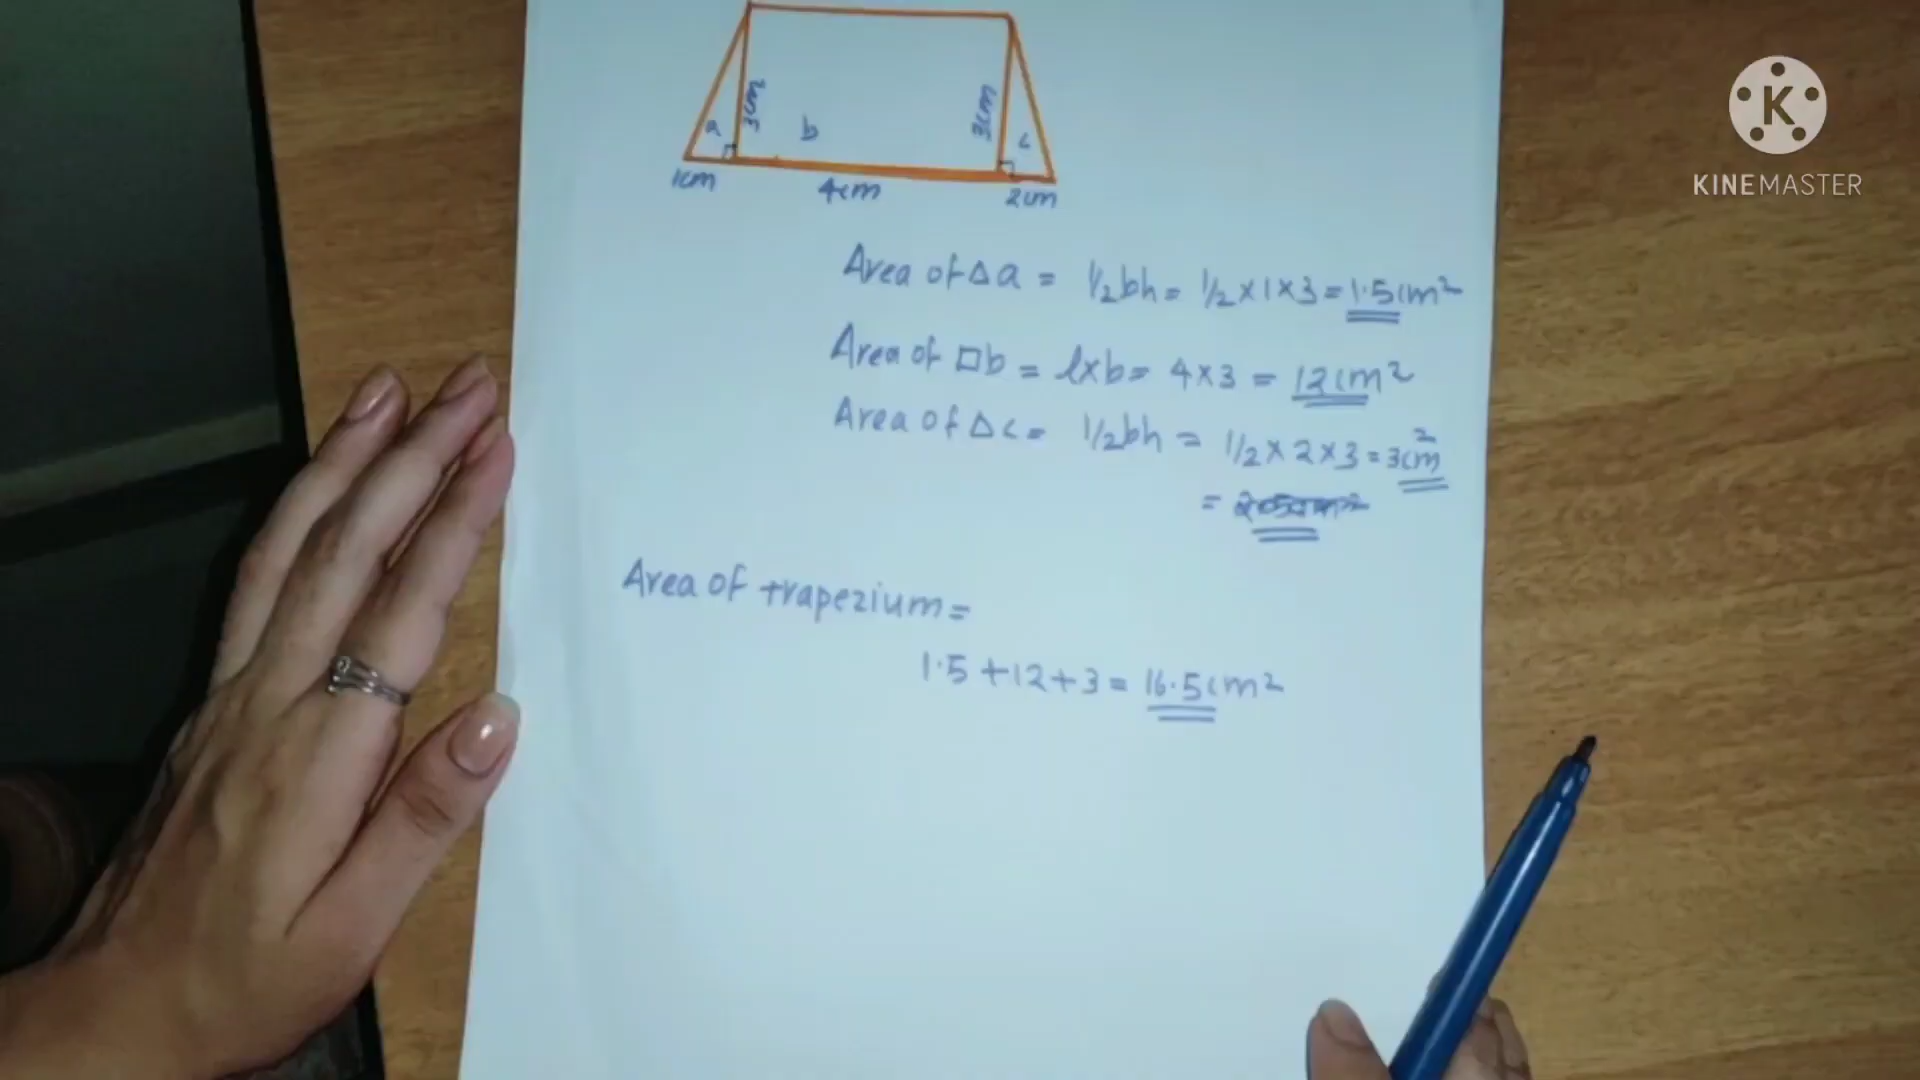 K
KINEMASTER
3cm
3cm
a
b
c
1cm
4cm
2cm
Area of △a = 1/2bh = 1/2 × 1 × 3 = 1.5cm²
Area of □b = l×b = 4 × 3 = 12cm²
Area of △c = 1/2bh = 1/2 × 2 × 3 = 3cm²
=
Area of trapezium =
1.5 + 12 + 3 = 16.5cm²